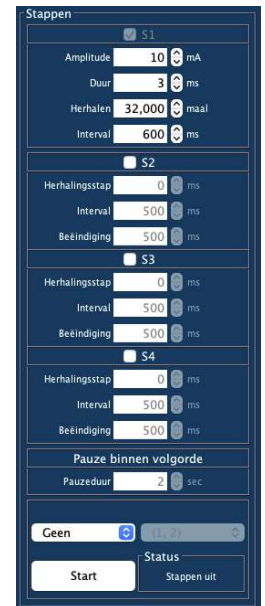 Stappen
S1
Amplitude 10 mA
Duur 3 ms
Herhalen 32,000 maal
Interval 600 ms
S2
Herhalingsstap 0 ms
Interval 500 ms
Beëindiging 500 ms
S3
Herhalingsstap 0 ms
Interval 500 ms
Beëindiging 500 ms
S4
Herhalingsstap 0 ms
Interval 500 ms
Beëindiging 500 ms
Pauze binnen volgorde
Pauzeduur 2 sec
Geen (1, 2)
Status
Start Stappen uit